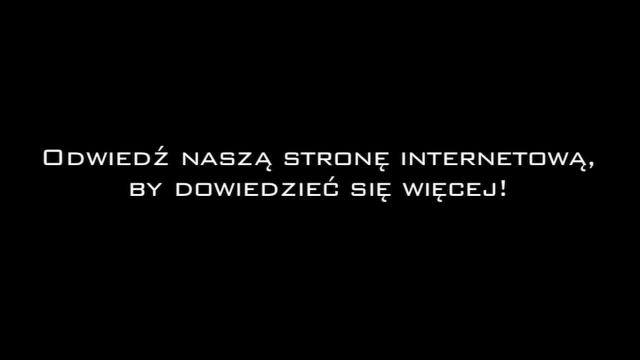 Odwiedź naszą stronę internetową,
by dowiedzieć się więcej!